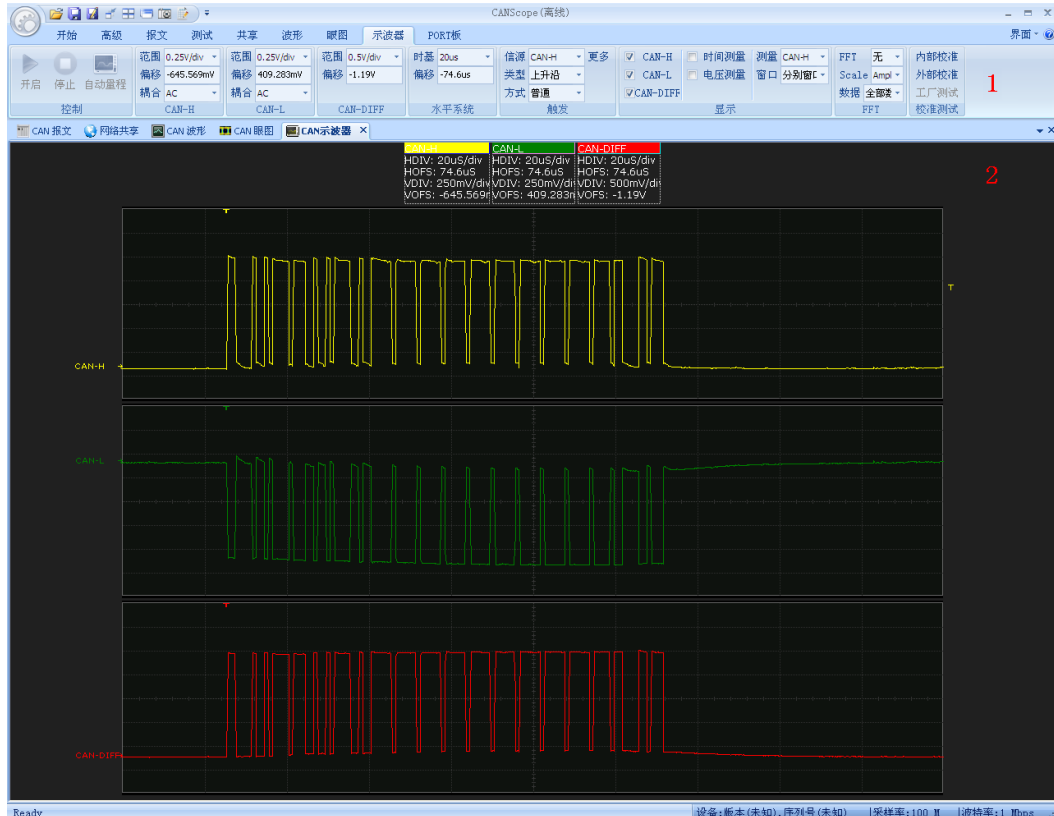 CANScope(离线)
开始 高级 报文 测试 共享 波形 眼图 示波器 PORT板 界面
范围 0.25V/div 范围 0.25V/div 范围 0.5V/div 时基 20us 信源 CAN-H 更多 CAN-H 时间测量 测量 CAN-H FFT 无 内部校准
开启 停止 自动量程 偏移 -645.569mV 偏移 409.283mV 偏移 -1.19V 偏移 -74.6us 类型 上升沿 CAN-L 电压测量 窗口 分别窗 Scale Ampl 外部校准 1
耦合 AC 耦合 AC 方式 普通 CAN-DIFF 数据 全部 工厂测试
控制 CAN-H CAN-L CAN-DIFF 水平系统 触发 显示 FFT 校准测试
CAN 报文 网络共享 CAN 波形 CAN 眼图 CAN示波器
CAN-H CAN-L CAN-DIFF
HDIV: 20uS/div HDIV: 20uS/div HDIV: 20uS/div
HOFS: 74.6uS HOFS: 74.6uS HOFS: 74.6uS 2
VDIV: 250mV/div VDIV: 250mV/di VDIV: 500mV/di
VOFS: -645.569 VOFS: 409.283 VOFS: -1.19V
T
T
CAN-H
T
CAN-L
T
CAN-DIFF
Ready 设备:版本(未知),序列号(未知) 采样率:100 M 波特率:1 Mbps